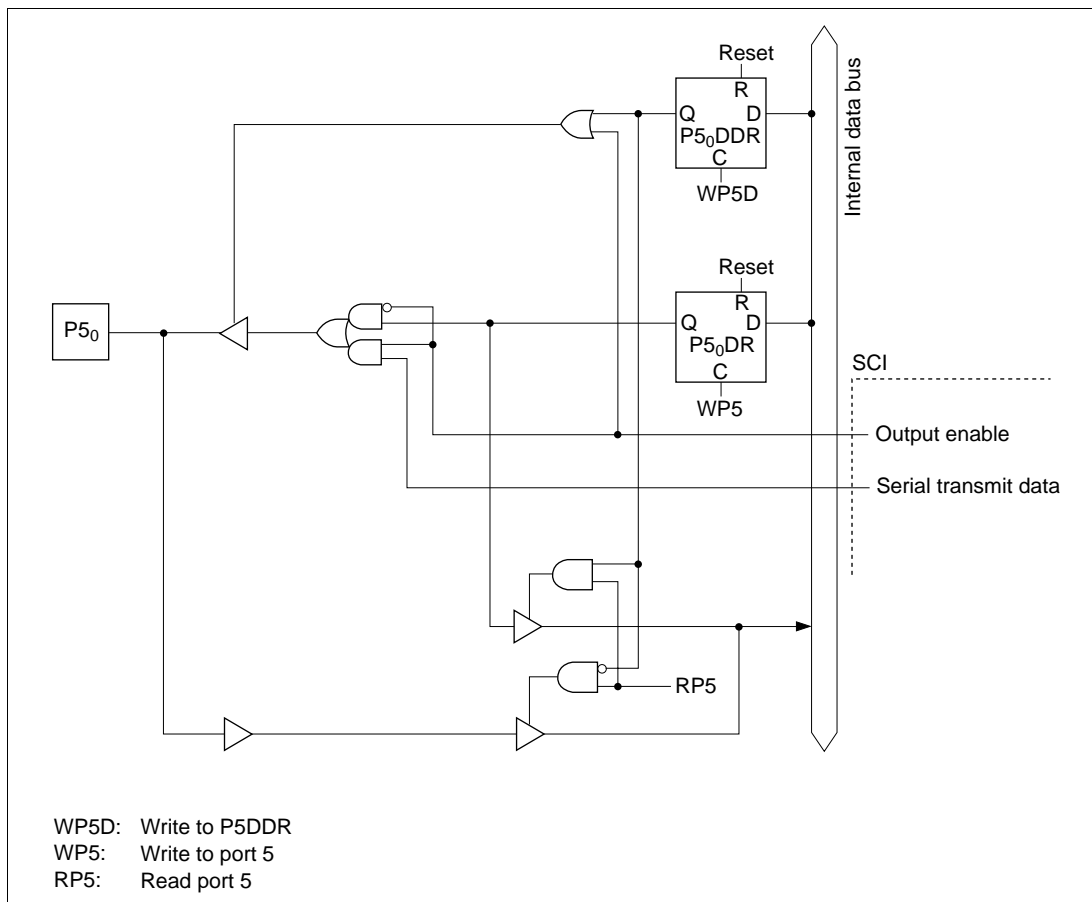 Reset
R
Q D
P5₀DDR
C
WP5D
Internal data bus
Reset
R
Q D
P5₀DR
C
WP5
P5₀
SCI
Output enable
Serial transmit data
RP5
WP5D: Write to P5DDR
WP5: Write to port 5
RP5: Read port 5